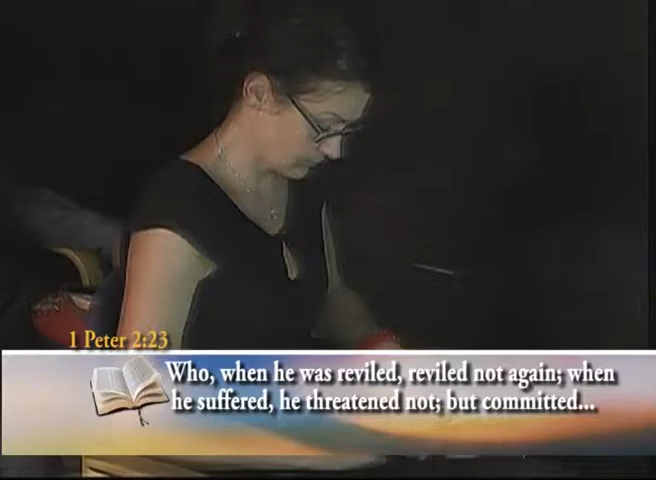 1 Peter 2:23
Who, when he was reviled, reviled not again; when
he suffered, he threatened not; but committed...